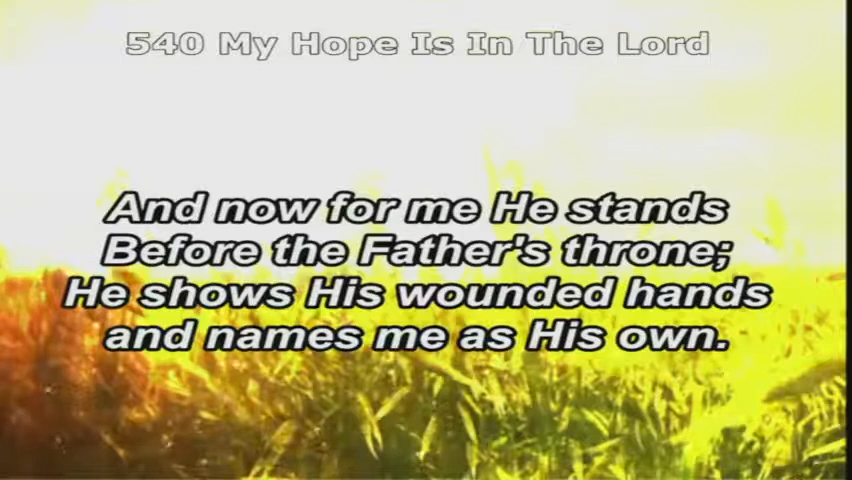 540 My Hope Is In The Lord
And now for me He stands
Before the Father's throne;
He shows His wounded hands
and names me as His own.